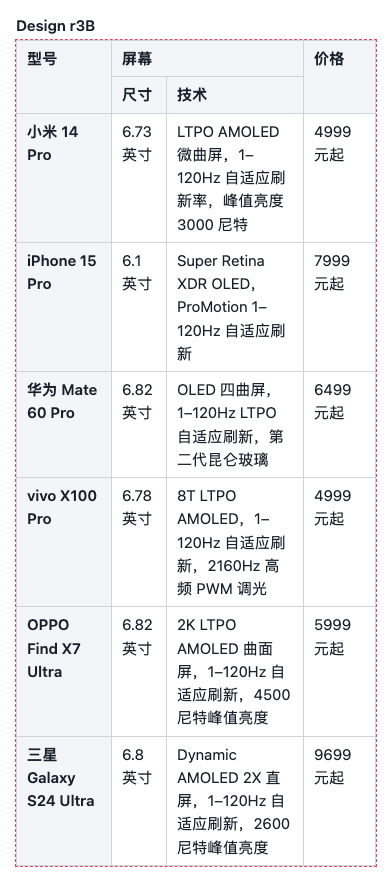 Design r3B
型号 屏幕 价格
尺寸 技术
小米 14 Pro
6.73 英寸
LTPO AMOLED
微曲屏，1–
120Hz 自适应刷
新率，峰值亮度
3000 尼特
4999
元起
iPhone 15
Pro
6.1
英寸
Super Retina
XDR OLED，
ProMotion 1–
120Hz 自适应刷
新
7999
元起
华为 Mate
60 Pro
6.82
英寸
OLED 四曲屏，
1–120Hz LTPO
自适应刷新，第
二代昆仑玻璃
6499
元起
vivo X100
Pro
6.78
英寸
8T LTPO
AMOLED，1–
120Hz 自适应刷
新，2160Hz 高
频 PWM 调光
4999
元起
OPPO
Find X7
Ultra
6.82
英寸
2K LTPO
AMOLED 曲面
屏，1–120Hz 自
适应刷新，4500
尼特峰值亮度
5999
元起
三星
Galaxy
S24 Ultra
6.8
英寸
Dynamic
AMOLED 2X 直
屏，1–120Hz 自
适应刷新，2600
尼特峰值亮度
9699
元起